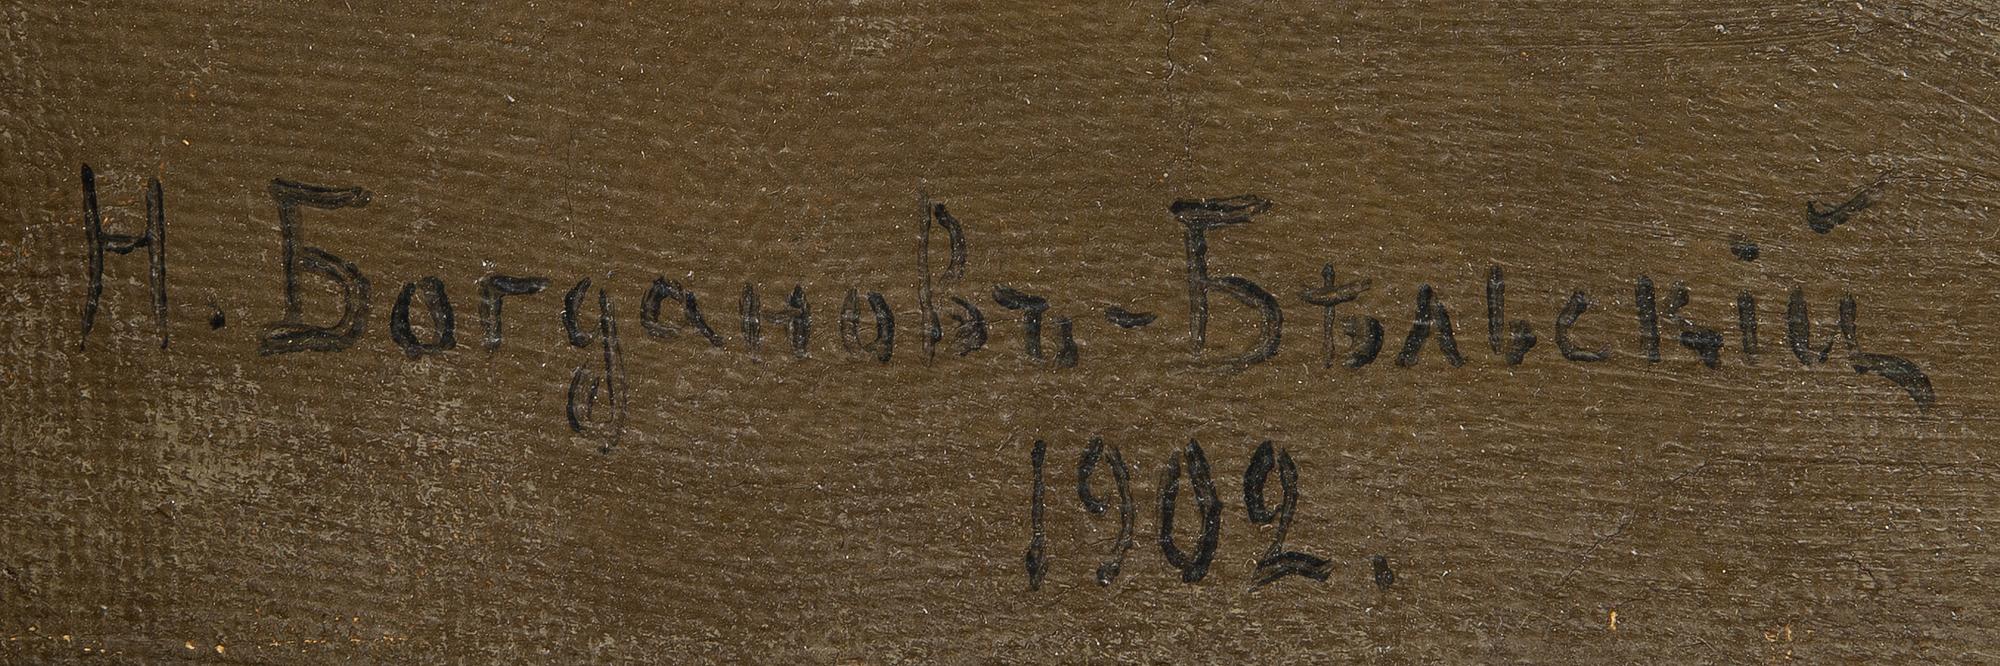 Н. Богдановъ-Бѣльскій
1902.